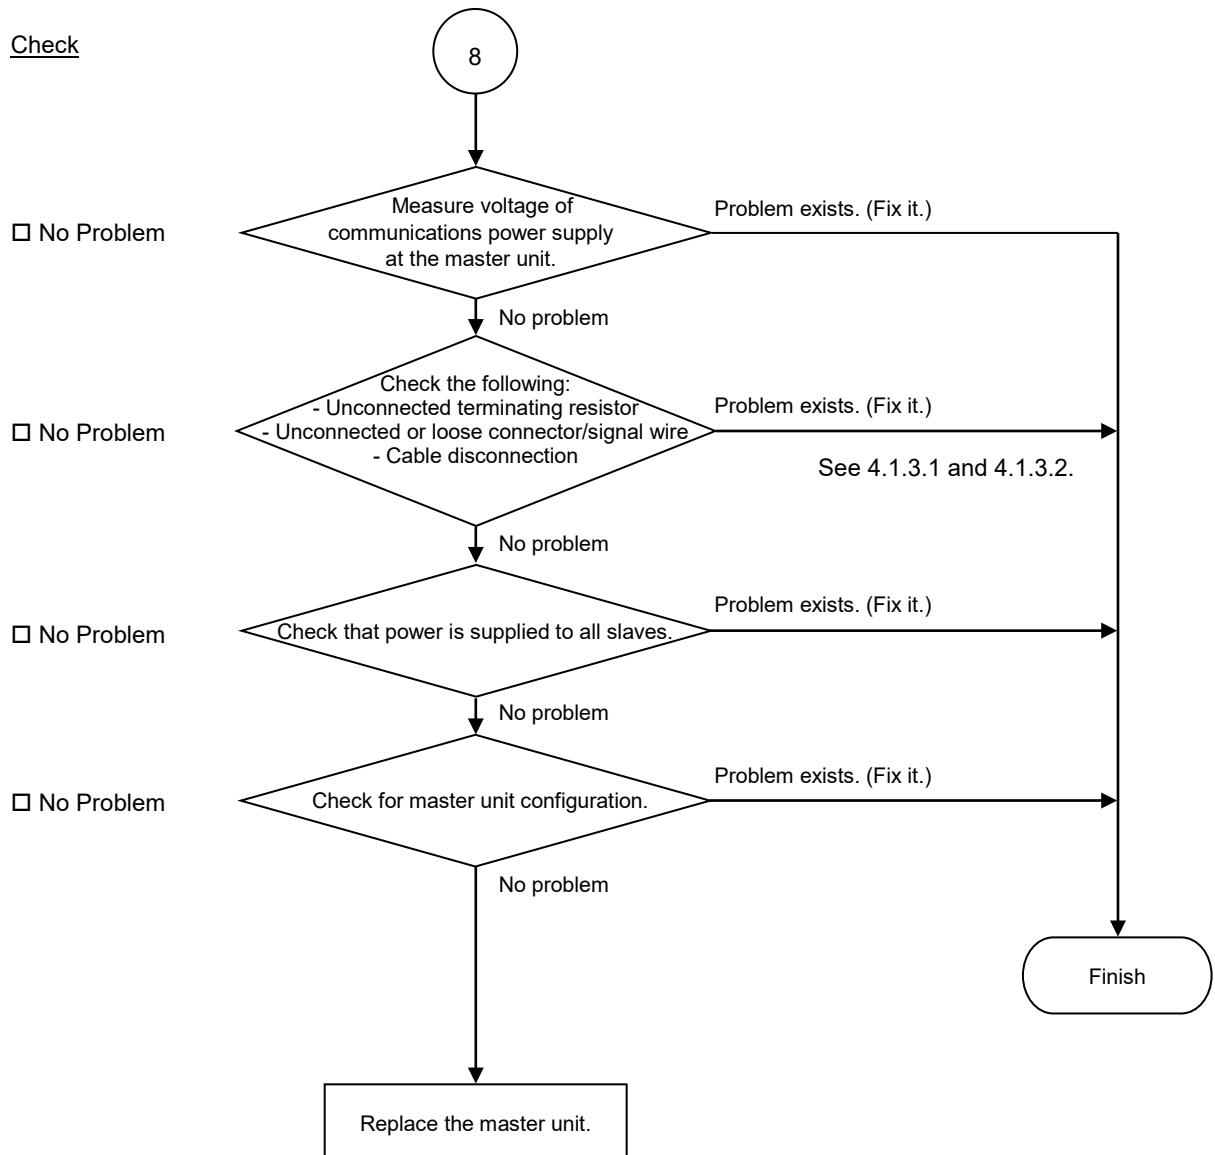 Check
8
Measure voltage of
communications power supply
at the master unit.
Problem exists. (Fix it.)
☐ No Problem
No problem
Check the following:
- Unconnected terminating resistor
- Unconnected or loose connector/signal wire
- Cable disconnection
Problem exists. (Fix it.)
☐ No Problem
See 4.1.3.1 and 4.1.3.2.
No problem
Problem exists. (Fix it.)
☐ No Problem
Check that power is supplied to all slaves.
No problem
Problem exists. (Fix it.)
☐ No Problem
Check for master unit configuration.
No problem
Finish
Replace the master unit.